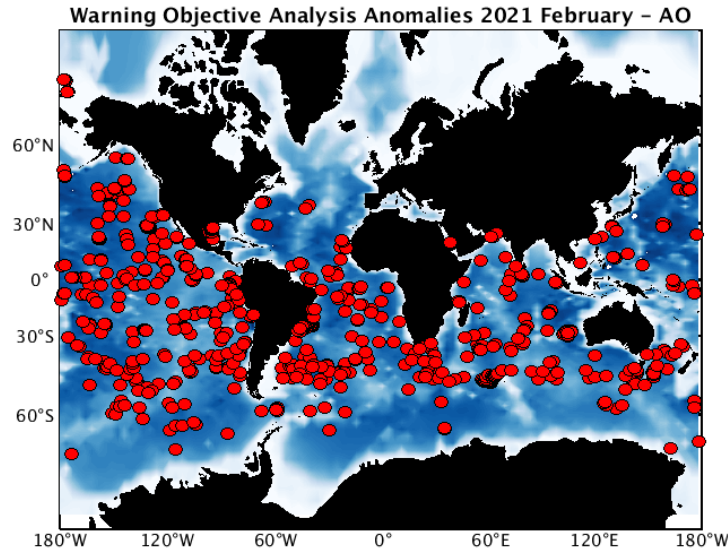 Warning Objective Analysis Anomalies 2021 February – AO
60°N
30°N
0°
30°S
60°S
180°W 120°W 60°W 0° 60°E 120°W 180°W